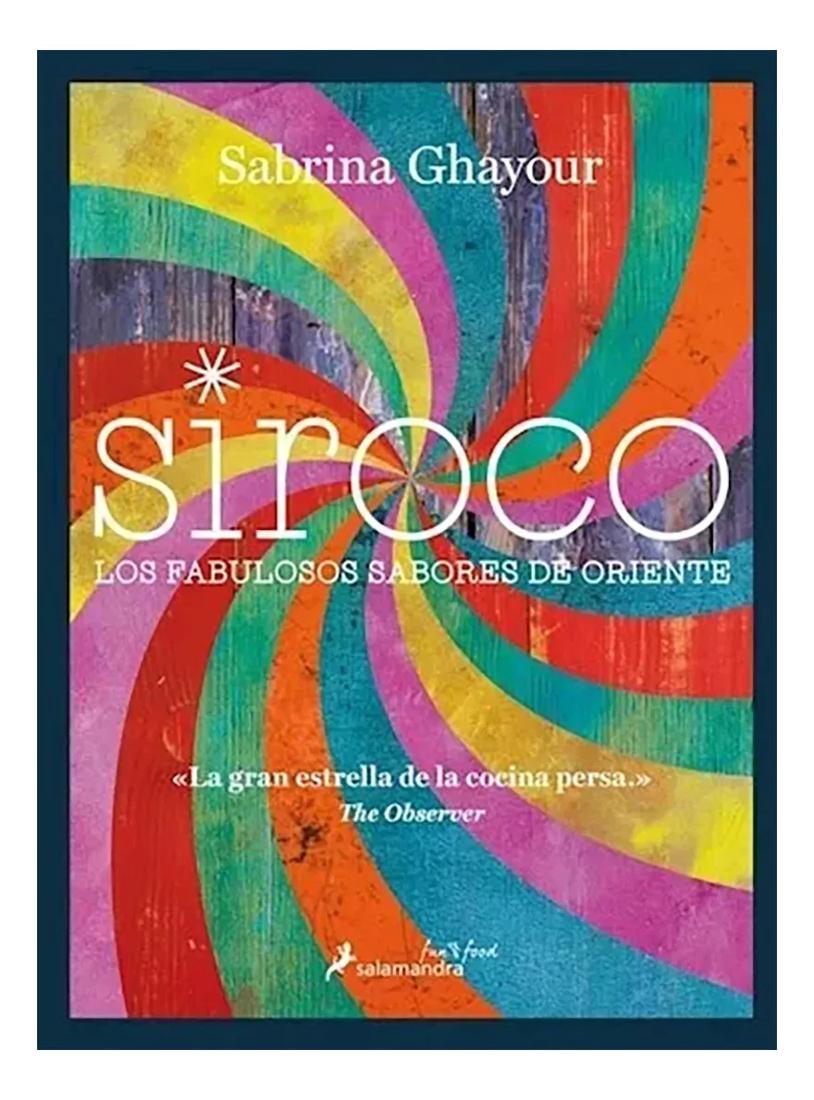 Sabrina Ghayour
siroco
LOS FABULOSOS SABORES DE ORIENTE
«La gran estrella de la cocina persa.»
The Observer
fun & food
salamandra